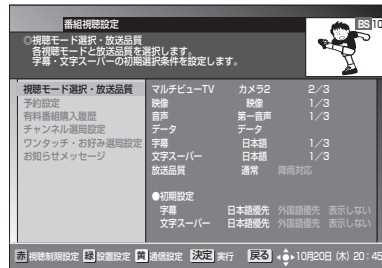 番組視聴設定
BS 10
◎視聴モード選択・放送品質
各視聴モードと放送品質を選択します。
字幕・文字スーパーの初期選択条件を設定します。
視聴モード選択・放送品質
予約設定
有料番組購入履歴
チャンネル選局設定
ワンタッチ・お好み選局設定
お知らせメッセージ
マルチビューTV カメラ2 2/3
映像 映像 1/3
音声 第一音声 1/3
データ データ
字幕 日本語 1/3
文字スーパー 日本語 1/3
放送品質 通常 降雨対応
●初期設定
字幕 日本語優先 外国語優先 表示しない
文字スーパー 日本語優先 外国語優先 表示しない
赤 視聴制限設定 緑 設置設定 黄 通信設定 決定 実行 戻る 10月20日 (木) 20:45